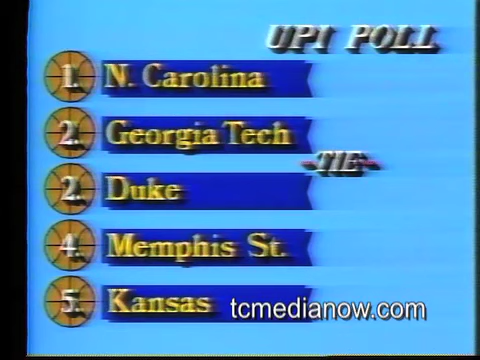 UPI POLL
1. N. Carolina
2. Georgia Tech
-TIE-
2. Duke
4. Memphis St.
5. Kansas
tcmedianow.com